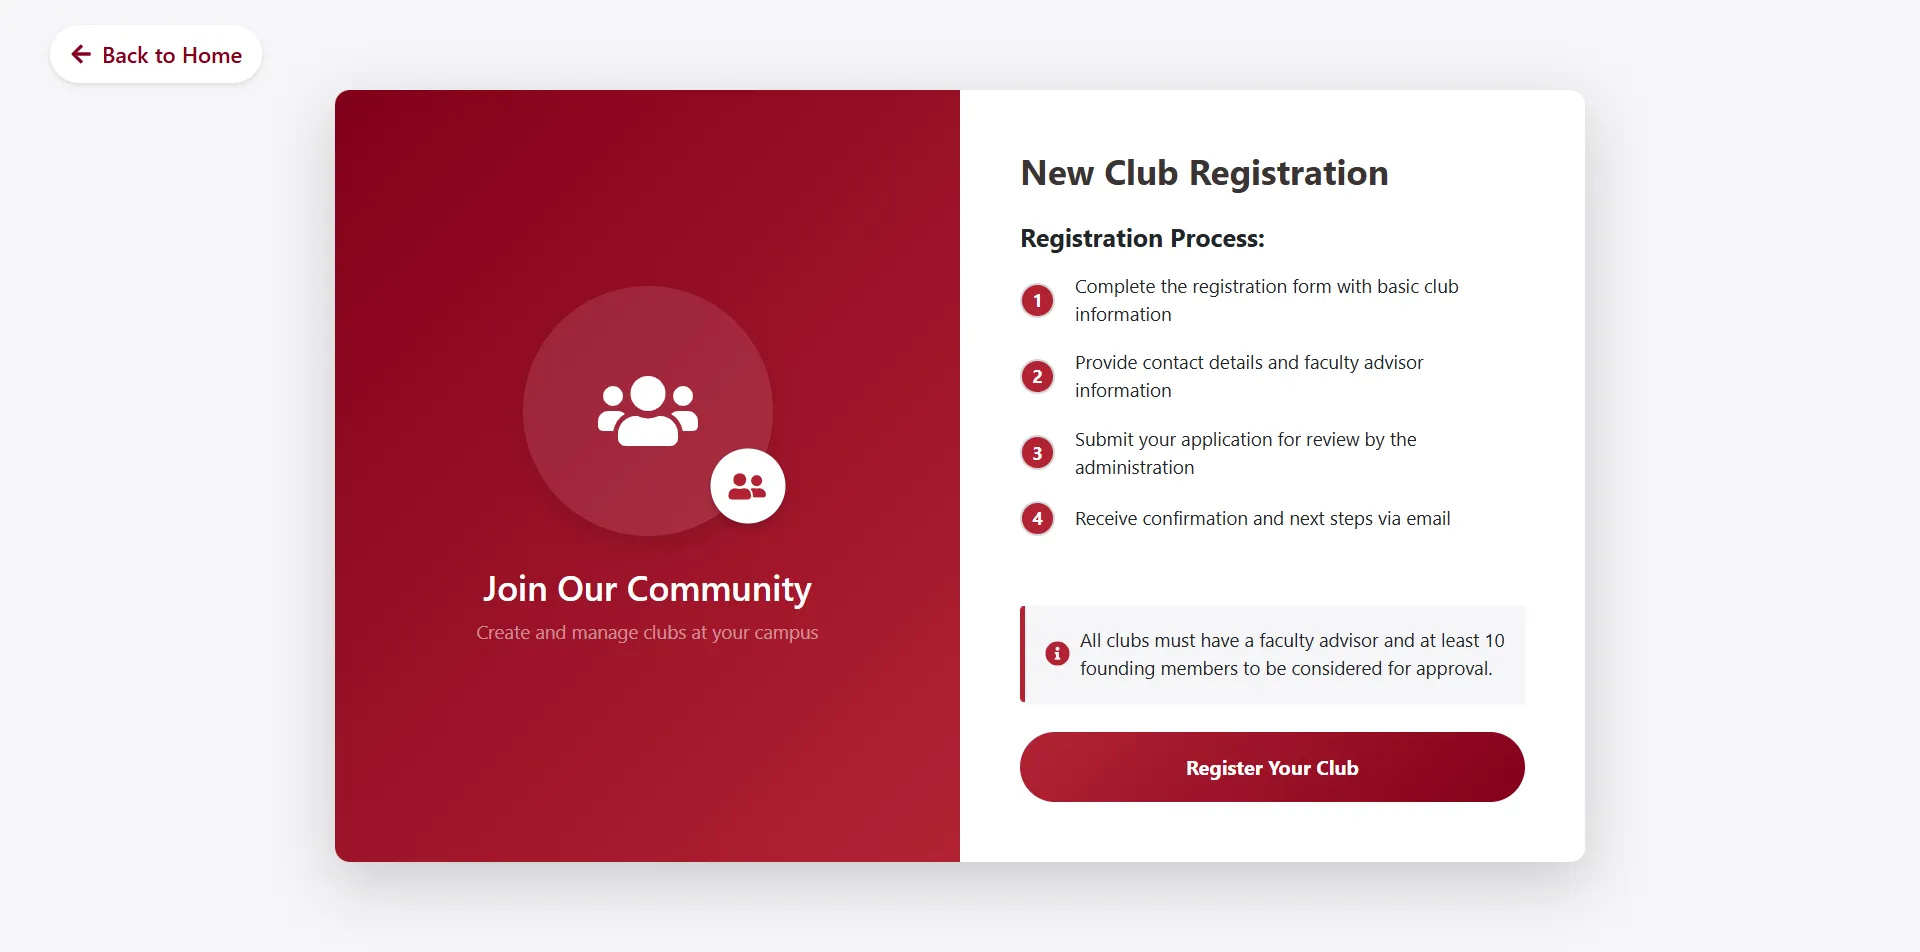 Back to Home
Join Our Community
Create and manage clubs at your campus
New Club Registration
Registration Process:
1
Complete the registration form with basic club
information
2
Provide contact details and faculty advisor
information
3
Submit your application for review by the
administration
4
Receive confirmation and next steps via email
All clubs must have a faculty advisor and at least 10
founding members to be considered for approval.
Register Your Club